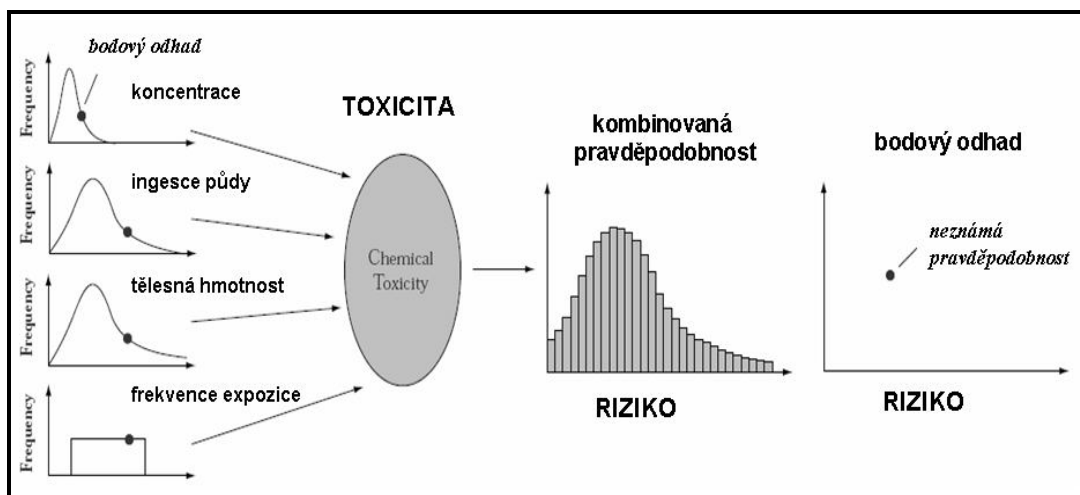 bodový odhad
Frequency
koncentrace
Frequency
ingesce půdy
Frequency
tělesná hmotnost
Frequency
frekvence expozice
TOXICITA
Chemical
Toxicity
kombinovaná
pravděpodobnost
RIZIKO
bodový odhad
neznámá
pravděpodobnost
RIZIKO